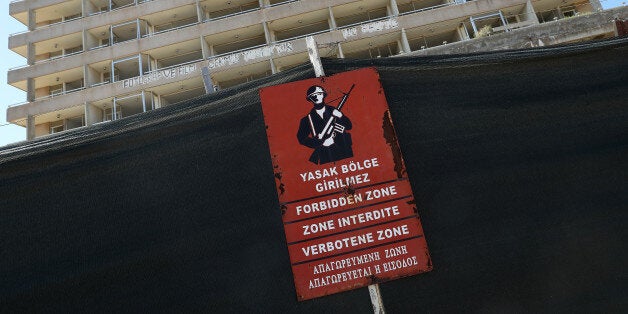 YASAK BÖLGE
GİRİLMEZ
FORBIDDEN ZONE
ZONE INTERDITE
VERBOTENE ZONE
ΑΠΑΓΟΡΕΥΜΕΝΗ ΖΩΝΗ
ΑΠΑΓΟΡΕΥΕΤΑΙ Η ΕΙΣΟΔΟΣ